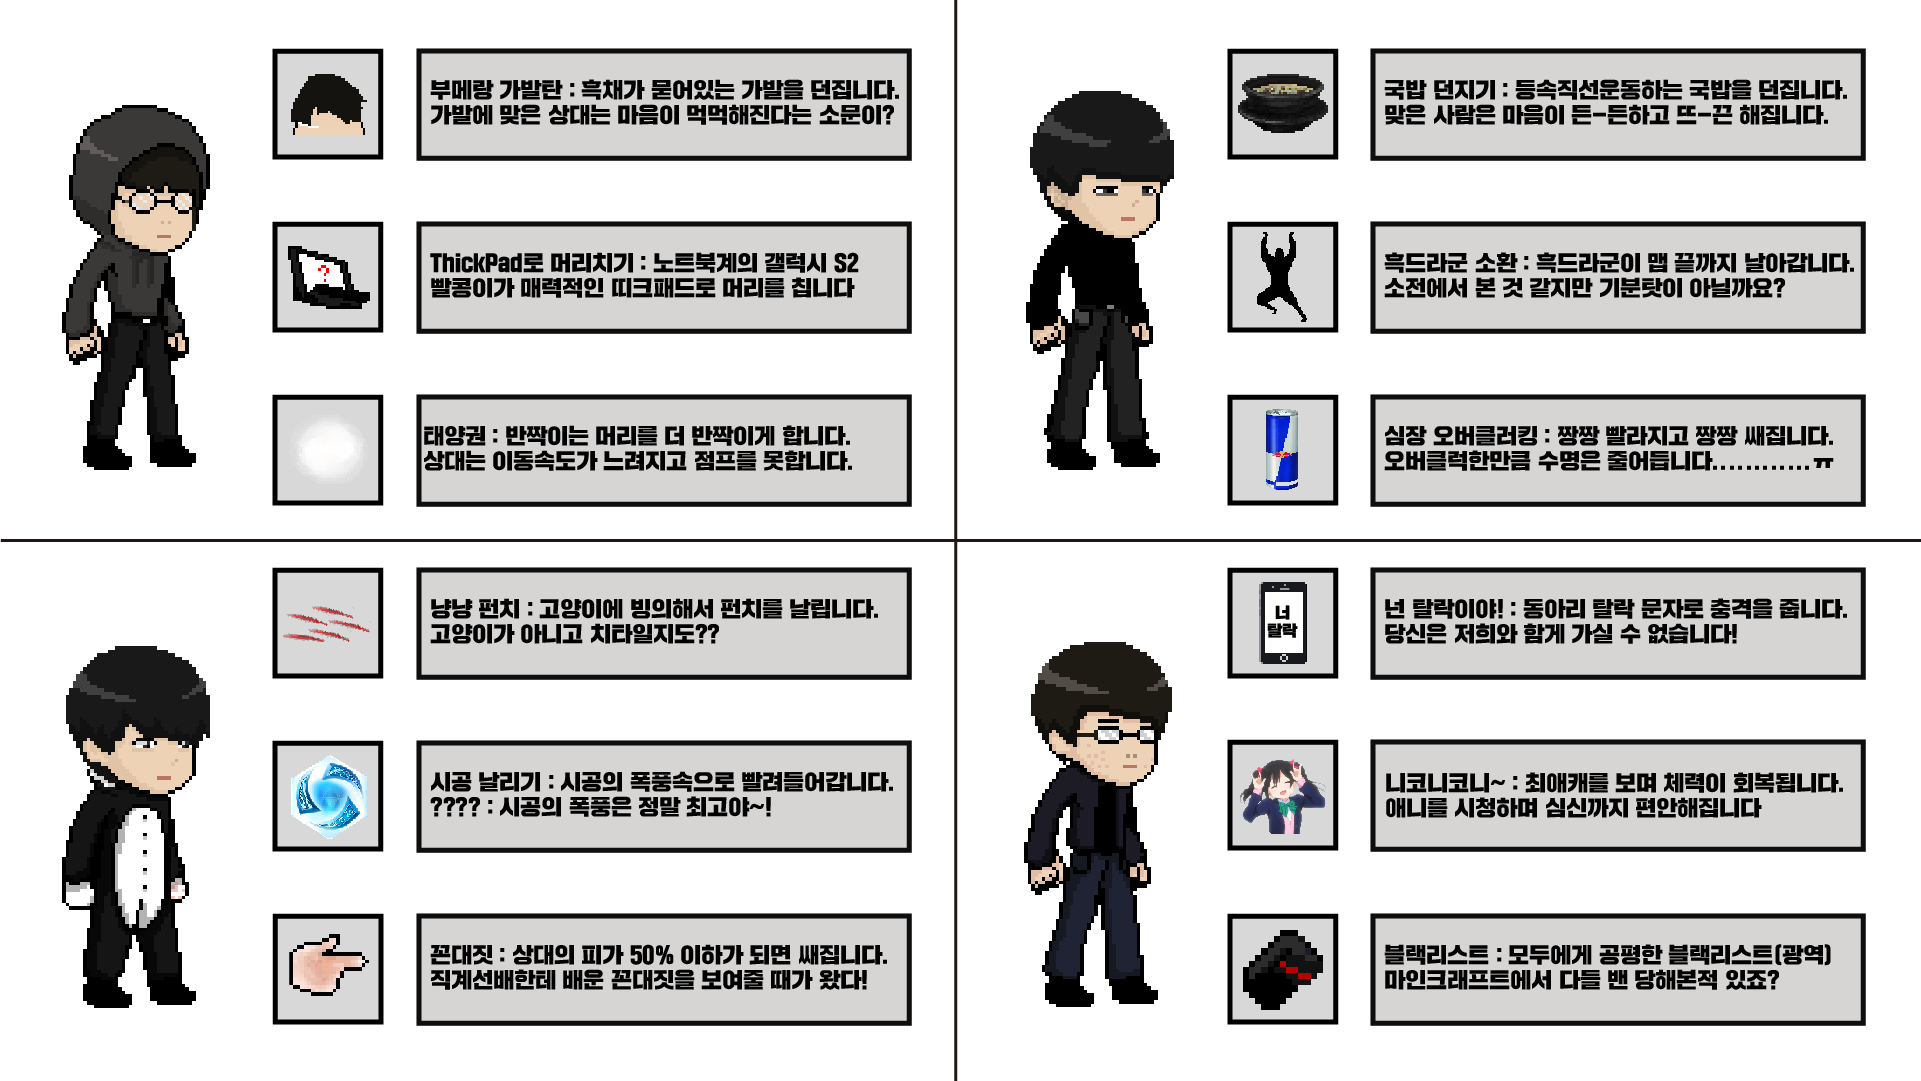 부메랑 가발탄 : 흑채가 묻어있는 가발을 던집니다.
가발에 맞은 상대는 마음이 먹먹해진다는 소문이?
?
ThickPad로 머리치기 : 노트북계의 갤럭시 S2
빨콩이가 매력적인 띠크패드로 머리를 칩니다
태양권 : 반짝이는 머리를 더 반짝이게 합니다.
상대는 이동속도가 느려지고 점프를 못합니다.
국밥 던지기 : 등속직선운동하는 국밥을 던집니다.
맞은 사람은 마음이 든-든하고 뜨-끈 해집니다.
흑드라군 소환 : 흑드라군이 맵 끝까지 날아갑니다.
소전에서 본 것 같지만 기분탓이 아닐까요?
심장 오버클러킹 : 짱짱 빨라지고 짱짱 쌔집니다.
오버클럭한만큼 수명은 줄어듭니다............ㅠ
냥냥 펀치 : 고양이에 빙의해서 펀치를 날립니다.
고양이가 아니고 치타일지도??
시공 날리기 : 시공의 폭풍속으로 빨려들어갑니다.
???? : 시공의 폭풍은 정말 최고야~!
꼰대짓 : 상대의 피가 50% 이하가 되면 쌔집니다.
직계선배한테 배운 꼰대짓을 보여줄 때가 왔다!
넌
탈락
넌 탈락이야! : 동아리 탈락 문자로 충격을 줍니다.
당신은 저희와 함게 가실 수 없습니다!
니코니코니~ : 최애캐를 보며 체력이 회복됩니다.
애니를 시청하며 심신까지 편안해집니다
블랙리스트 : 모두에게 공평한 블랙리스트(광역)
마인크래프트에서 다들 밴 당해본적 있죠?